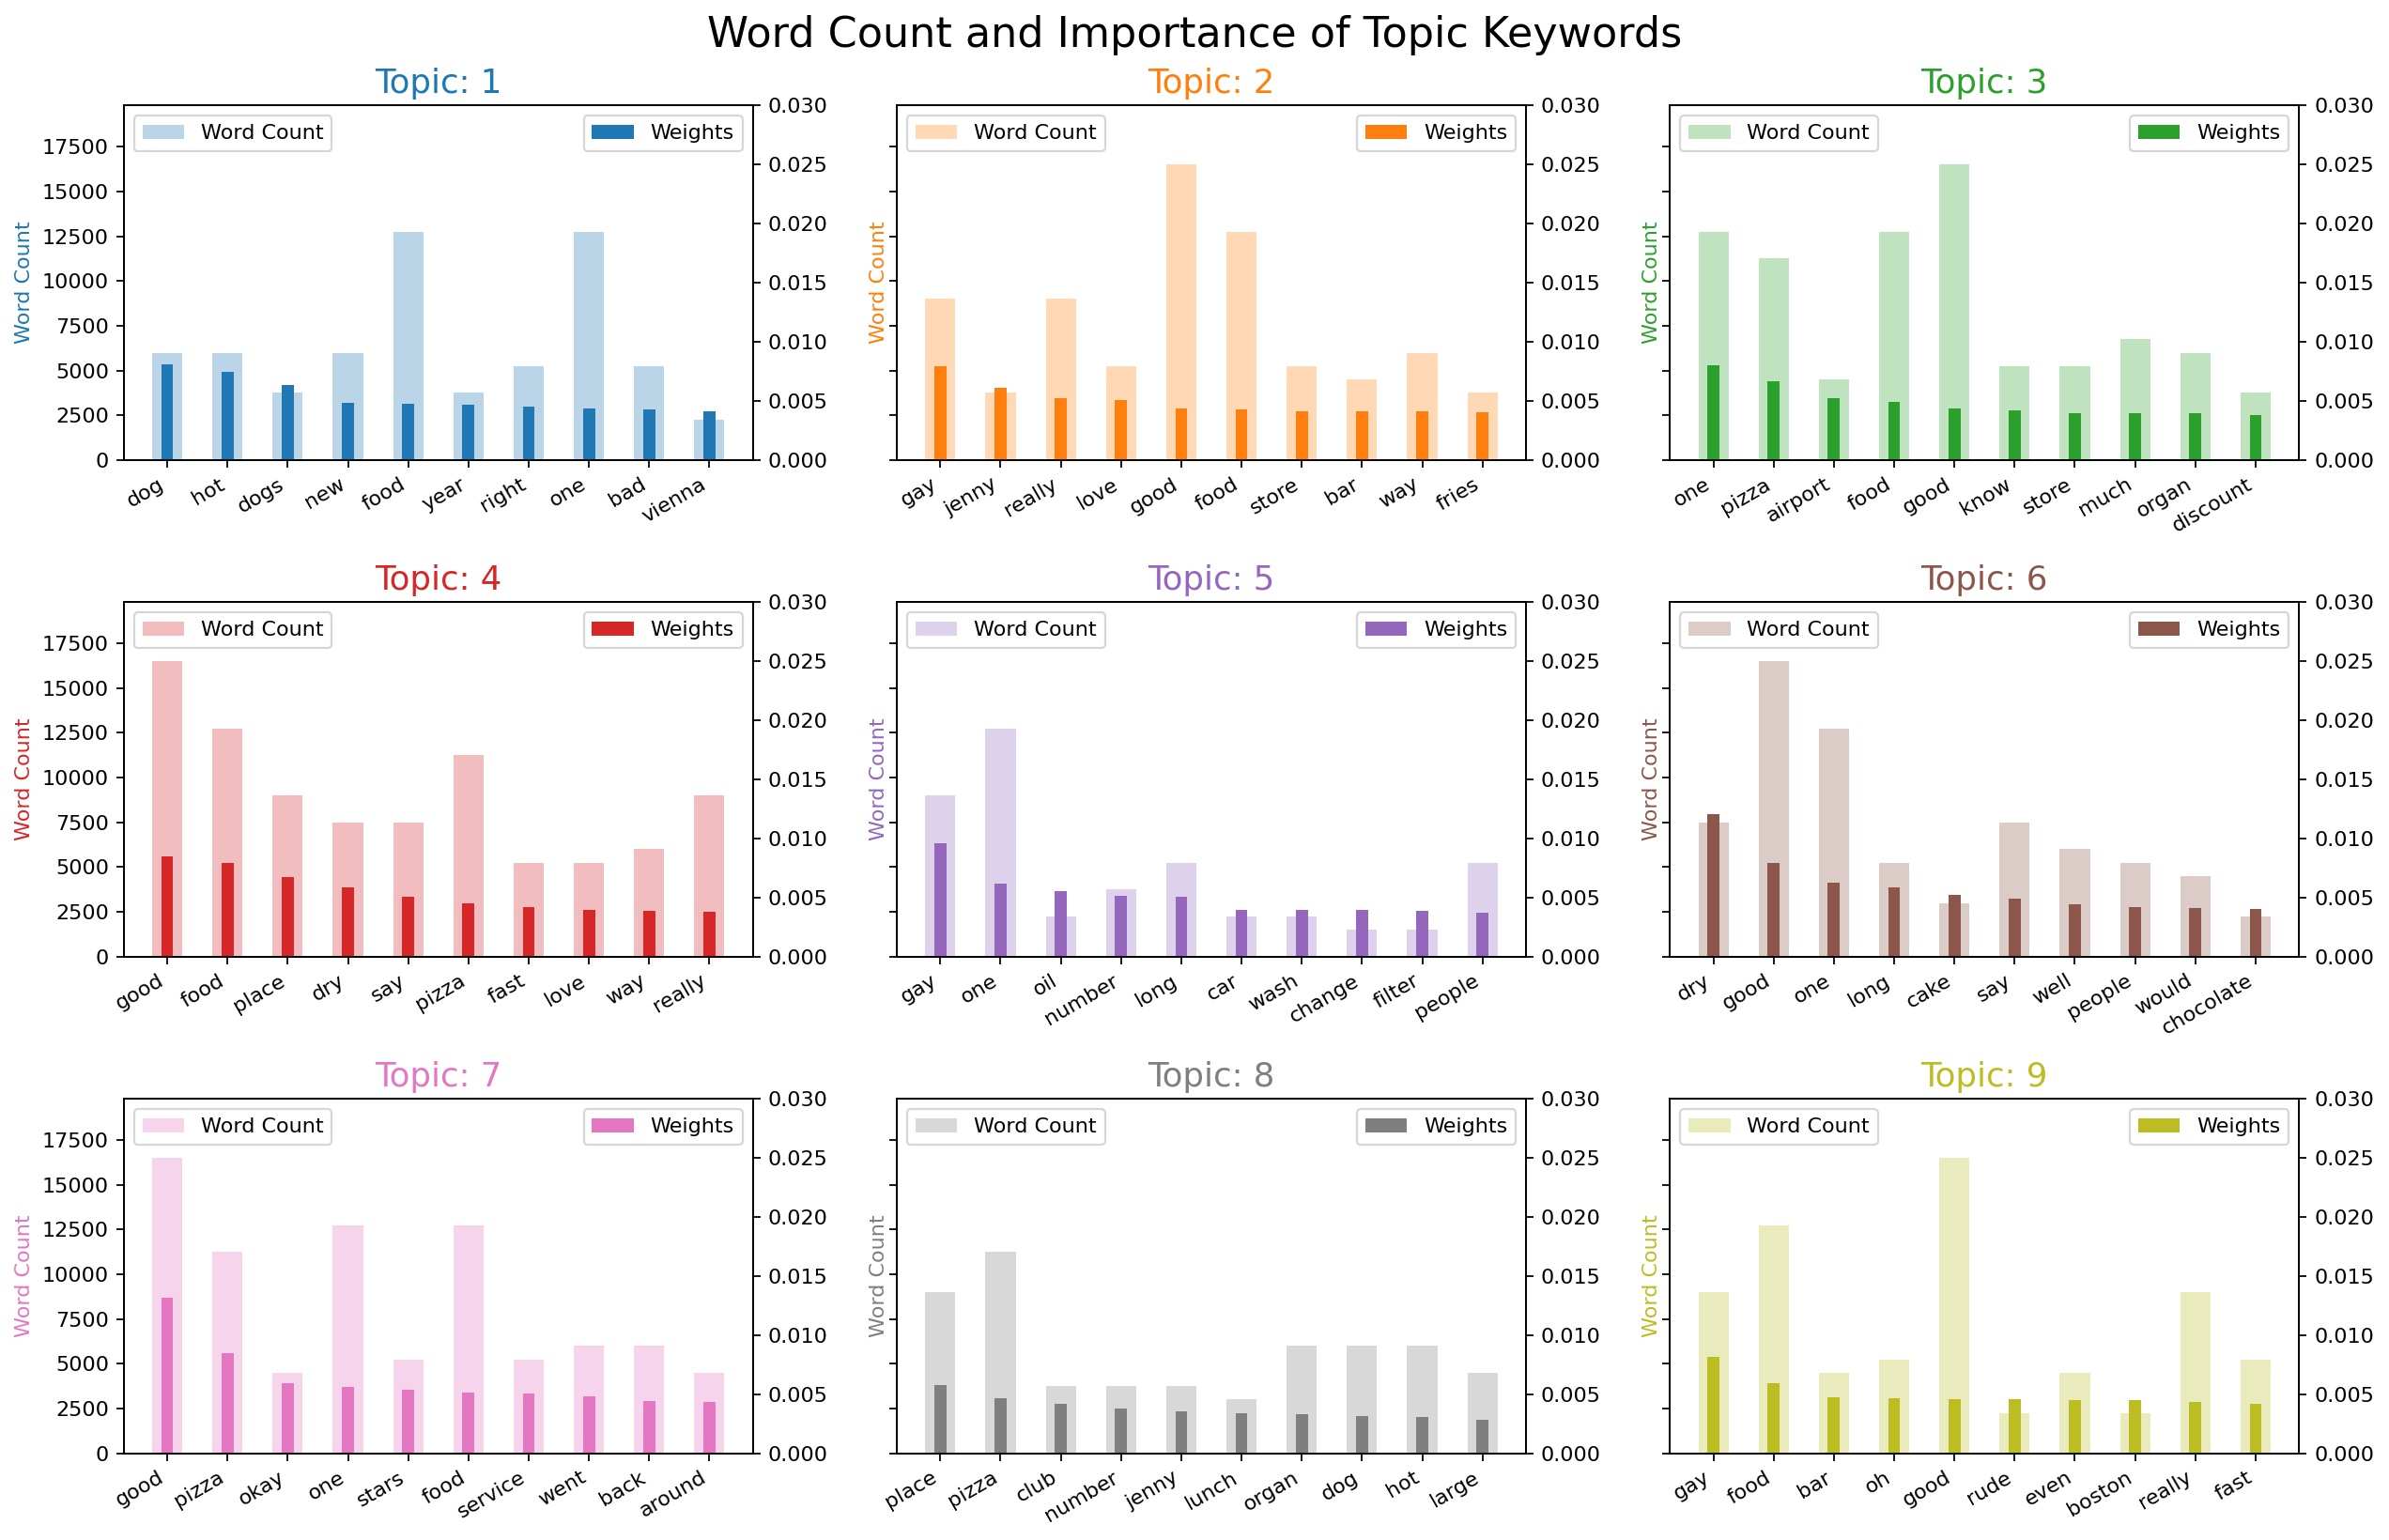 Word Count and Importance of Topic Keywords
Topic: 1
Word Count
Weights
Word Count
17500
15000
12500
10000
7500
5000
2500
0
0.030
0.025
0.020
0.015
0.010
0.005
0.000
dog hot dogs new food year right one bad vienna
Topic: 2
Word Count
Weights
Word Count
0.030
0.025
0.020
0.015
0.010
0.005
0.000
gay jenny really love good food store bar way fries
Topic: 3
Word Count
Weights
Word Count
0.030
0.025
0.020
0.015
0.010
0.005
0.000
one pizza airport food good know store much organ discount
Topic: 4
Word Count
Weights
Word Count
17500
15000
12500
10000
7500
5000
2500
0
0.030
0.025
0.020
0.015
0.010
0.005
0.000
good food place dry say pizza fast love way really
Topic: 5
Word Count
Weights
Word Count
0.030
0.025
0.020
0.015
0.010
0.005
0.000
gay one oil number long car wash change filter people
Topic: 6
Word Count
Weights
Word Count
0.030
0.025
0.020
0.015
0.010
0.005
0.000
dry good one long cake say well people would chocolate
Topic: 7
Word Count
Weights
Word Count
17500
15000
12500
10000
7500
5000
2500
0
0.030
0.025
0.020
0.015
0.010
0.005
0.000
good pizza okay one stars food service went back around
Topic: 8
Word Count
Weights
Word Count
0.030
0.025
0.020
0.015
0.010
0.005
0.000
place pizza club number jenny lunch organ dog hot large
Topic: 9
Word Count
Weights
Word Count
0.030
0.025
0.020
0.015
0.010
0.005
0.000
gay food bar oh good rude even boston really fast